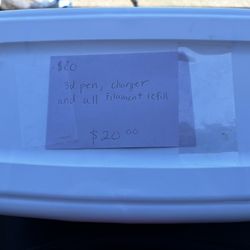 $20
3d pen, charger
and all filament refill
$20.00